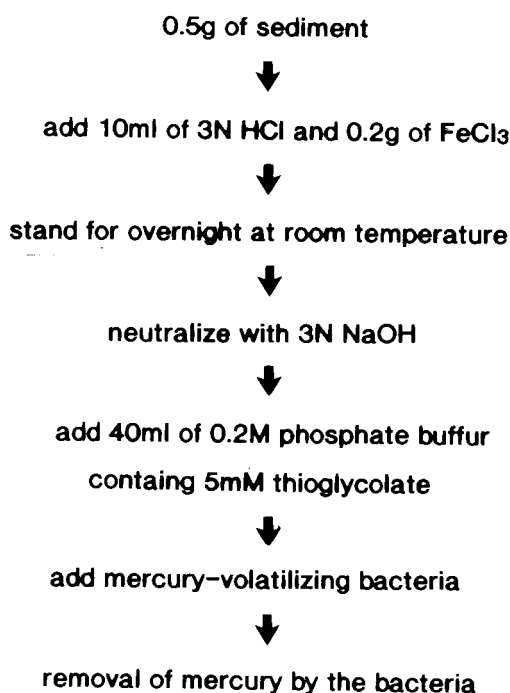 0.5g of sediment
add 10ml of 3N HCl and 0.2g of FeCl3
stand for overnight at room temperature
neutralize with 3N NaOH
add 40ml of 0.2M phosphate buffur
containg 5mM thioglycolate
add mercury-volatilizing bacteria
removal of mercury by the bacteria